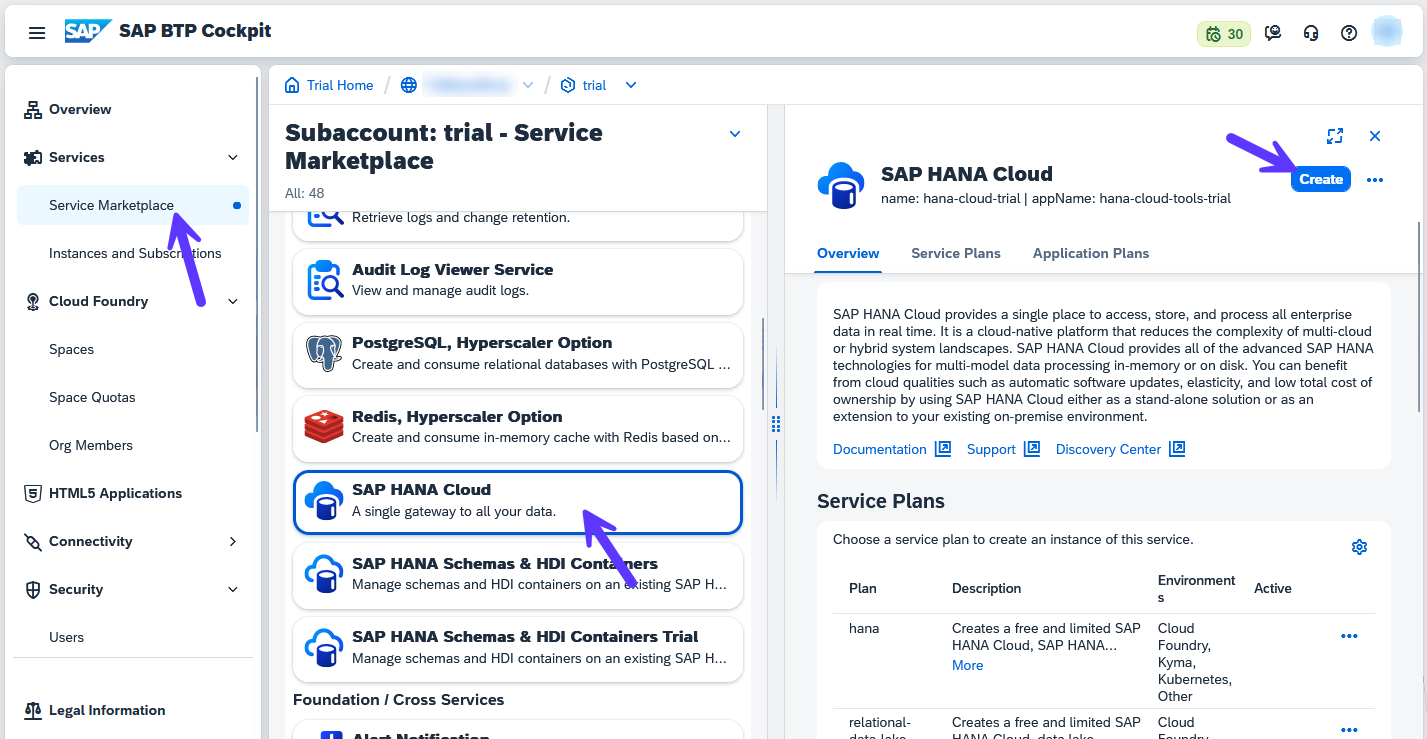 SAP SAP BTP Cockpit
30
Overview
Services
Service Marketplace
Instances and Subscriptions
Cloud Foundry
Spaces
Space Quotas
Org Members
HTML5 Applications
Connectivity
Security
Users
Legal Information
Trial Home / / trial
Subaccount: trial - Service
Marketplace
All: 48
Retrieve logs and change retention.
Audit Log Viewer Service
View and manage audit logs.
PostgreSQL, Hyperscaler Option
Create and consume relational databases with PostgreSQL ...
Redis, Hyperscaler Option
Create and consume in-memory cache with Redis based on...
SAP HANA Cloud
A single gateway to all your data.
SAP HANA Schemas & HDI Containers
Manage schemas and HDI containers on an existing SAP H...
SAP HANA Schemas & HDI Containers Trial
Manage schemas and HDI containers on an existing SAP H...
Foundation / Cross Services
Alert Notification
SAP HANA Cloud
name: hana-cloud-trial | appName: hana-cloud-tools-trial
Create
Overview Service Plans Application Plans
SAP HANA Cloud provides a single place to access, store, and process all enterprise
data in real time. It is a cloud-native platform that reduces the complexity of multi-cloud
or hybrid system landscapes. SAP HANA Cloud provides all of the advanced SAP HANA
technologies for multi-model data processing in-memory or on disk. You can benefit
from cloud qualities such as automatic software updates, elasticity, and low total cost of
ownership by using SAP HANA Cloud either as a stand-alone solution or as an
extension to your existing on-premise environment.
Documentation Support Discovery Center
Service Plans
Choose a service plan to create an instance of this service.
Plan Description Environment
s Active
hana Creates a free and limited SAP
HANA Cloud, SAP HANA...
More
Cloud
Foundry,
Kyma,
Kubernetes,
Other
relational-
data-lake
Creates a free and limited SAP
HANA Cloud, data lake
Cloud
Foundry